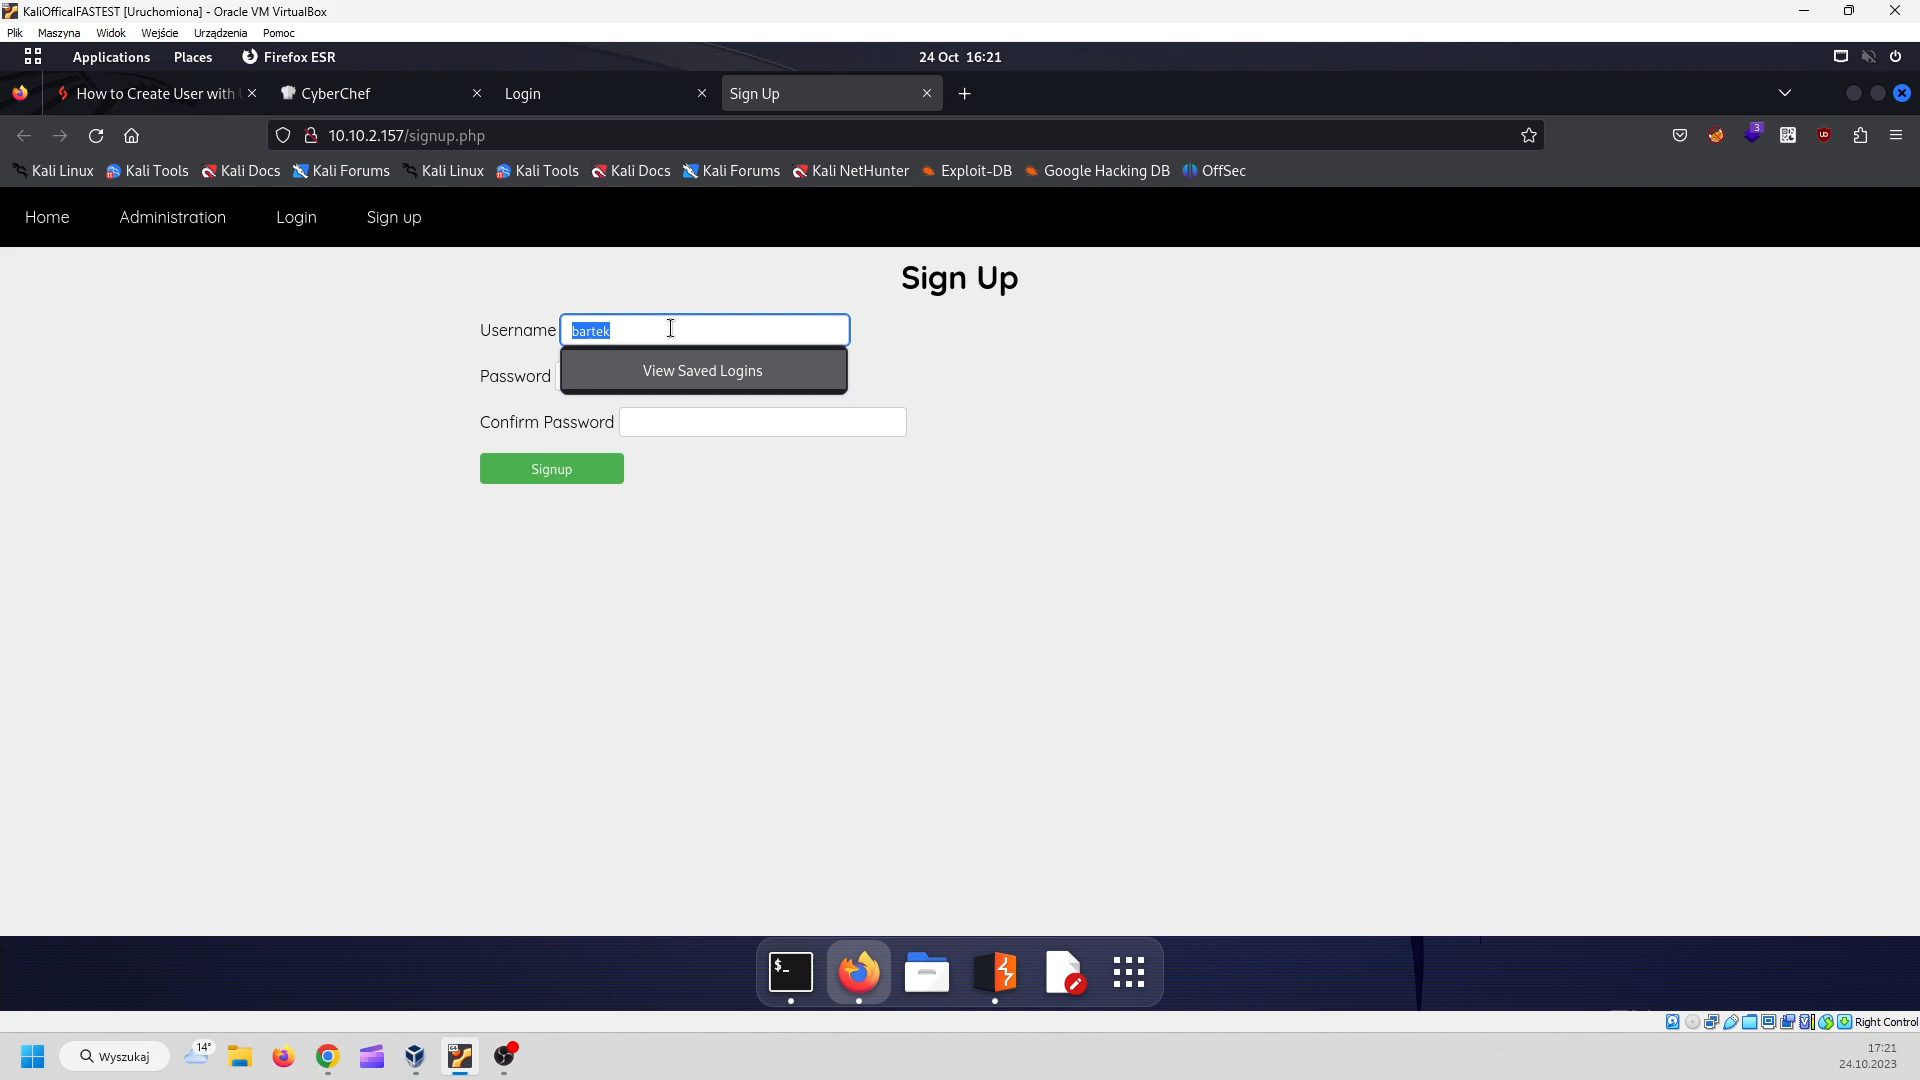 KaliOfficalFASTEST [Uruchomiona] - Oracle VM VirtualBox
Plik Maszyna Widok Wejście Urządzenia Pomoc
Applications Places Firefox ESR 24 Oct 16:21
How to Create User with CyberChef Login Sign Up
10.10.2.157/signup.php
3
Kali Linux Kali Tools Kali Docs Kali Forums Kali Linux Kali Tools Kali Docs Kali Forums Kali NetHunter Exploit-DB Google Hacking DB OffSec
Home Administration Login Sign up
Sign Up
Username bartek
View Saved Logins
Password
Confirm Password
Signup
$_
Right Control
Wyszukaj
14°
17:21
24.10.2023